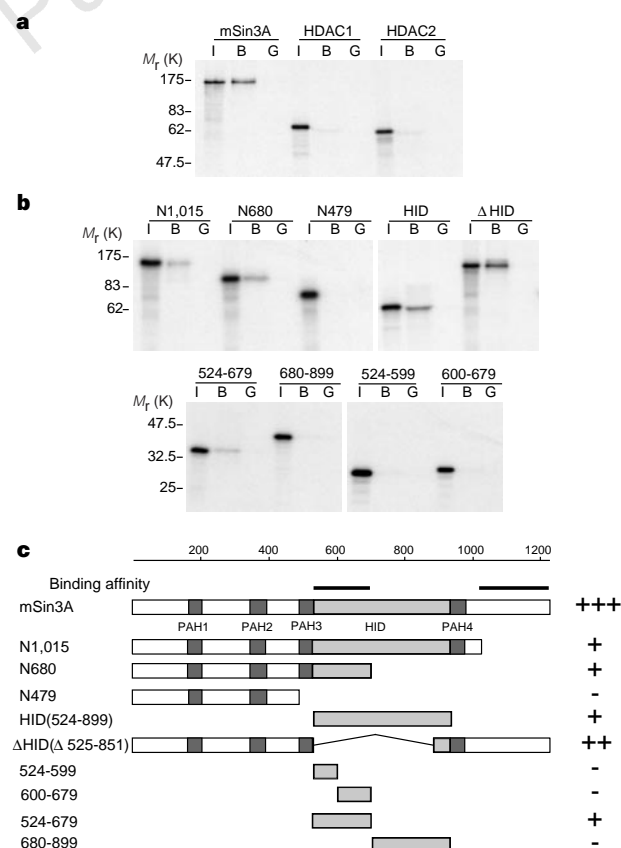 a
mSin3A HDAC1 HDAC2
I B G I B G I B G
Mr (K)
175-
83-
62-
47.5-
b
N1,015 N680 N479 HID ΔHID
I B G I B G I B G I B G I B G
Mr (K)
175-
83-
62-
524-679 680-899 524-599 600-679
I B G I B G I B G I B G
Mr (K)
47.5-
32.5-
25-
c
200 400 600 800 1000 1200
Binding affinity
mSin3A +++
PAH1 PAH2 PAH3 HID PAH4
N1,015 +
N680 +
N479 -
HID(524-899) +
ΔHID(Δ 525-851) ++
524-599 -
600-679 -
524-679 +
680-899 -